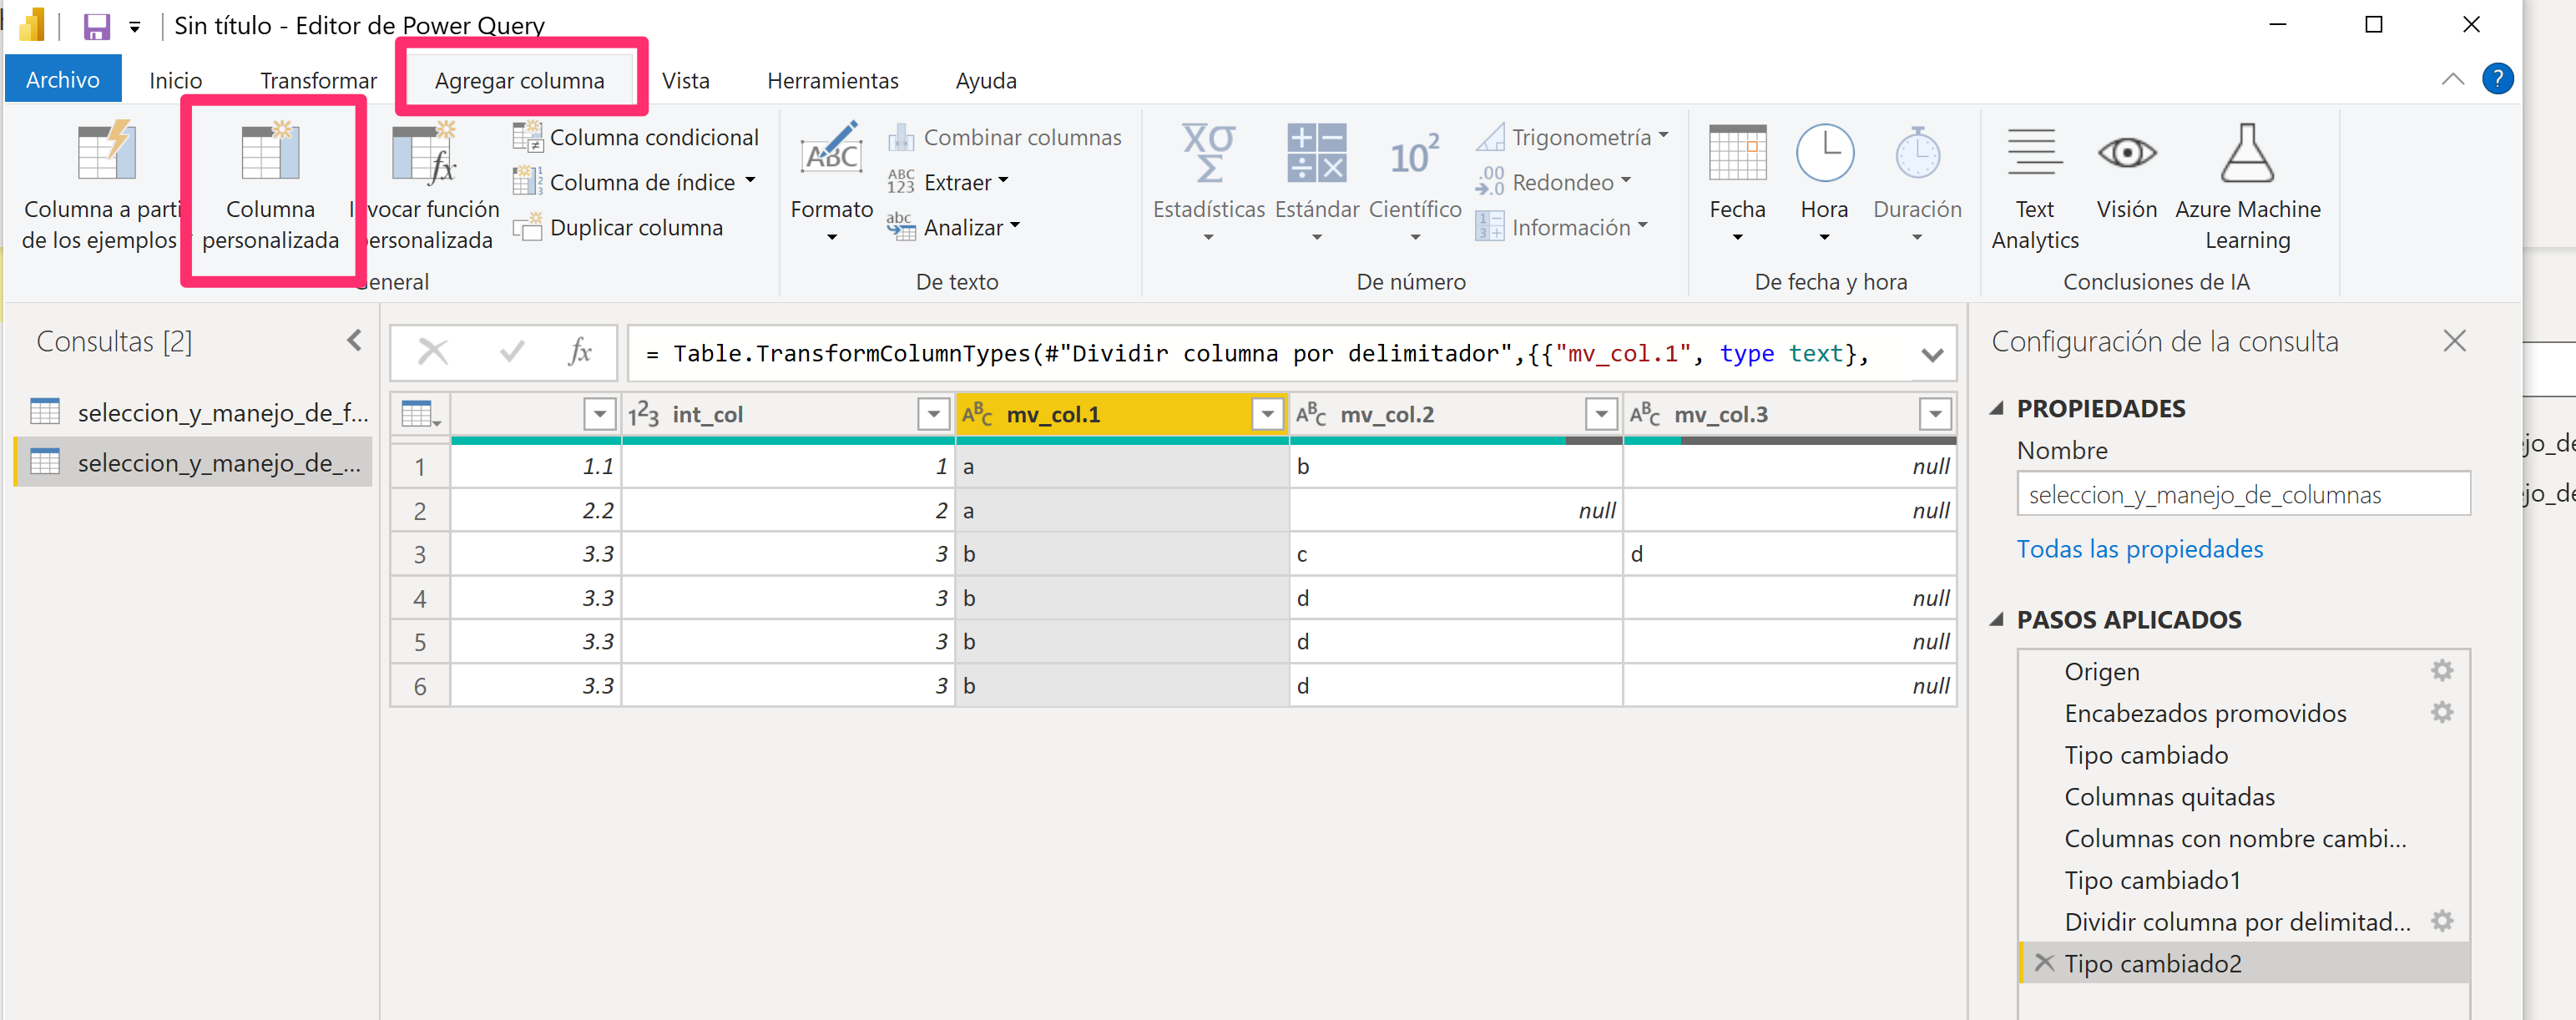 Sin título - Editor de Power Query
Archivo Inicio Transformar Agregar columna Vista Herramientas Ayuda
Columna a parti
de los ejemplos
Columna
personalizada
vocar función
ersonalizada
Columna condicional
Columna de índice
Duplicar columna
General
Formato
Combinar columnas
Extraer
Analizar
De texto
Estadísticas
Estándar
Científico
Trigonometría
Redondeo
Información
De número
Fecha
Hora
Duración
De fecha y hora
Text
Analytics
Visión
Azure Machine
Learning
Conclusiones de IA
Consultas [2]
seleccion_y_manejo_de_f...
seleccion_y_manejo_de_...
fx = Table.TransformColumnTypes(#"Dividir columna por delimitador",{{"mv_col.1", type text},
1²3 int_col ABC mv_col.1 ABC mv_col.2 ABC mv_col.3
1 1.1 1 a b null
2 2.2 2 a null null
3 3.3 3 b c d
4 3.3 3 b d null
5 3.3 3 b d null
6 3.3 3 b d null
Configuración de la consulta
PROPIEDADES
Nombre
seleccion_y_manejo_de_columnas
Todas las propiedades
PASOS APLICADOS
Origen
Encabezados promovidos
Tipo cambiado
Columnas quitadas
Columnas con nombre cambi...
Tipo cambiado1
Dividir columna por delimitad...
Tipo cambiado2
jo_de
jo_de